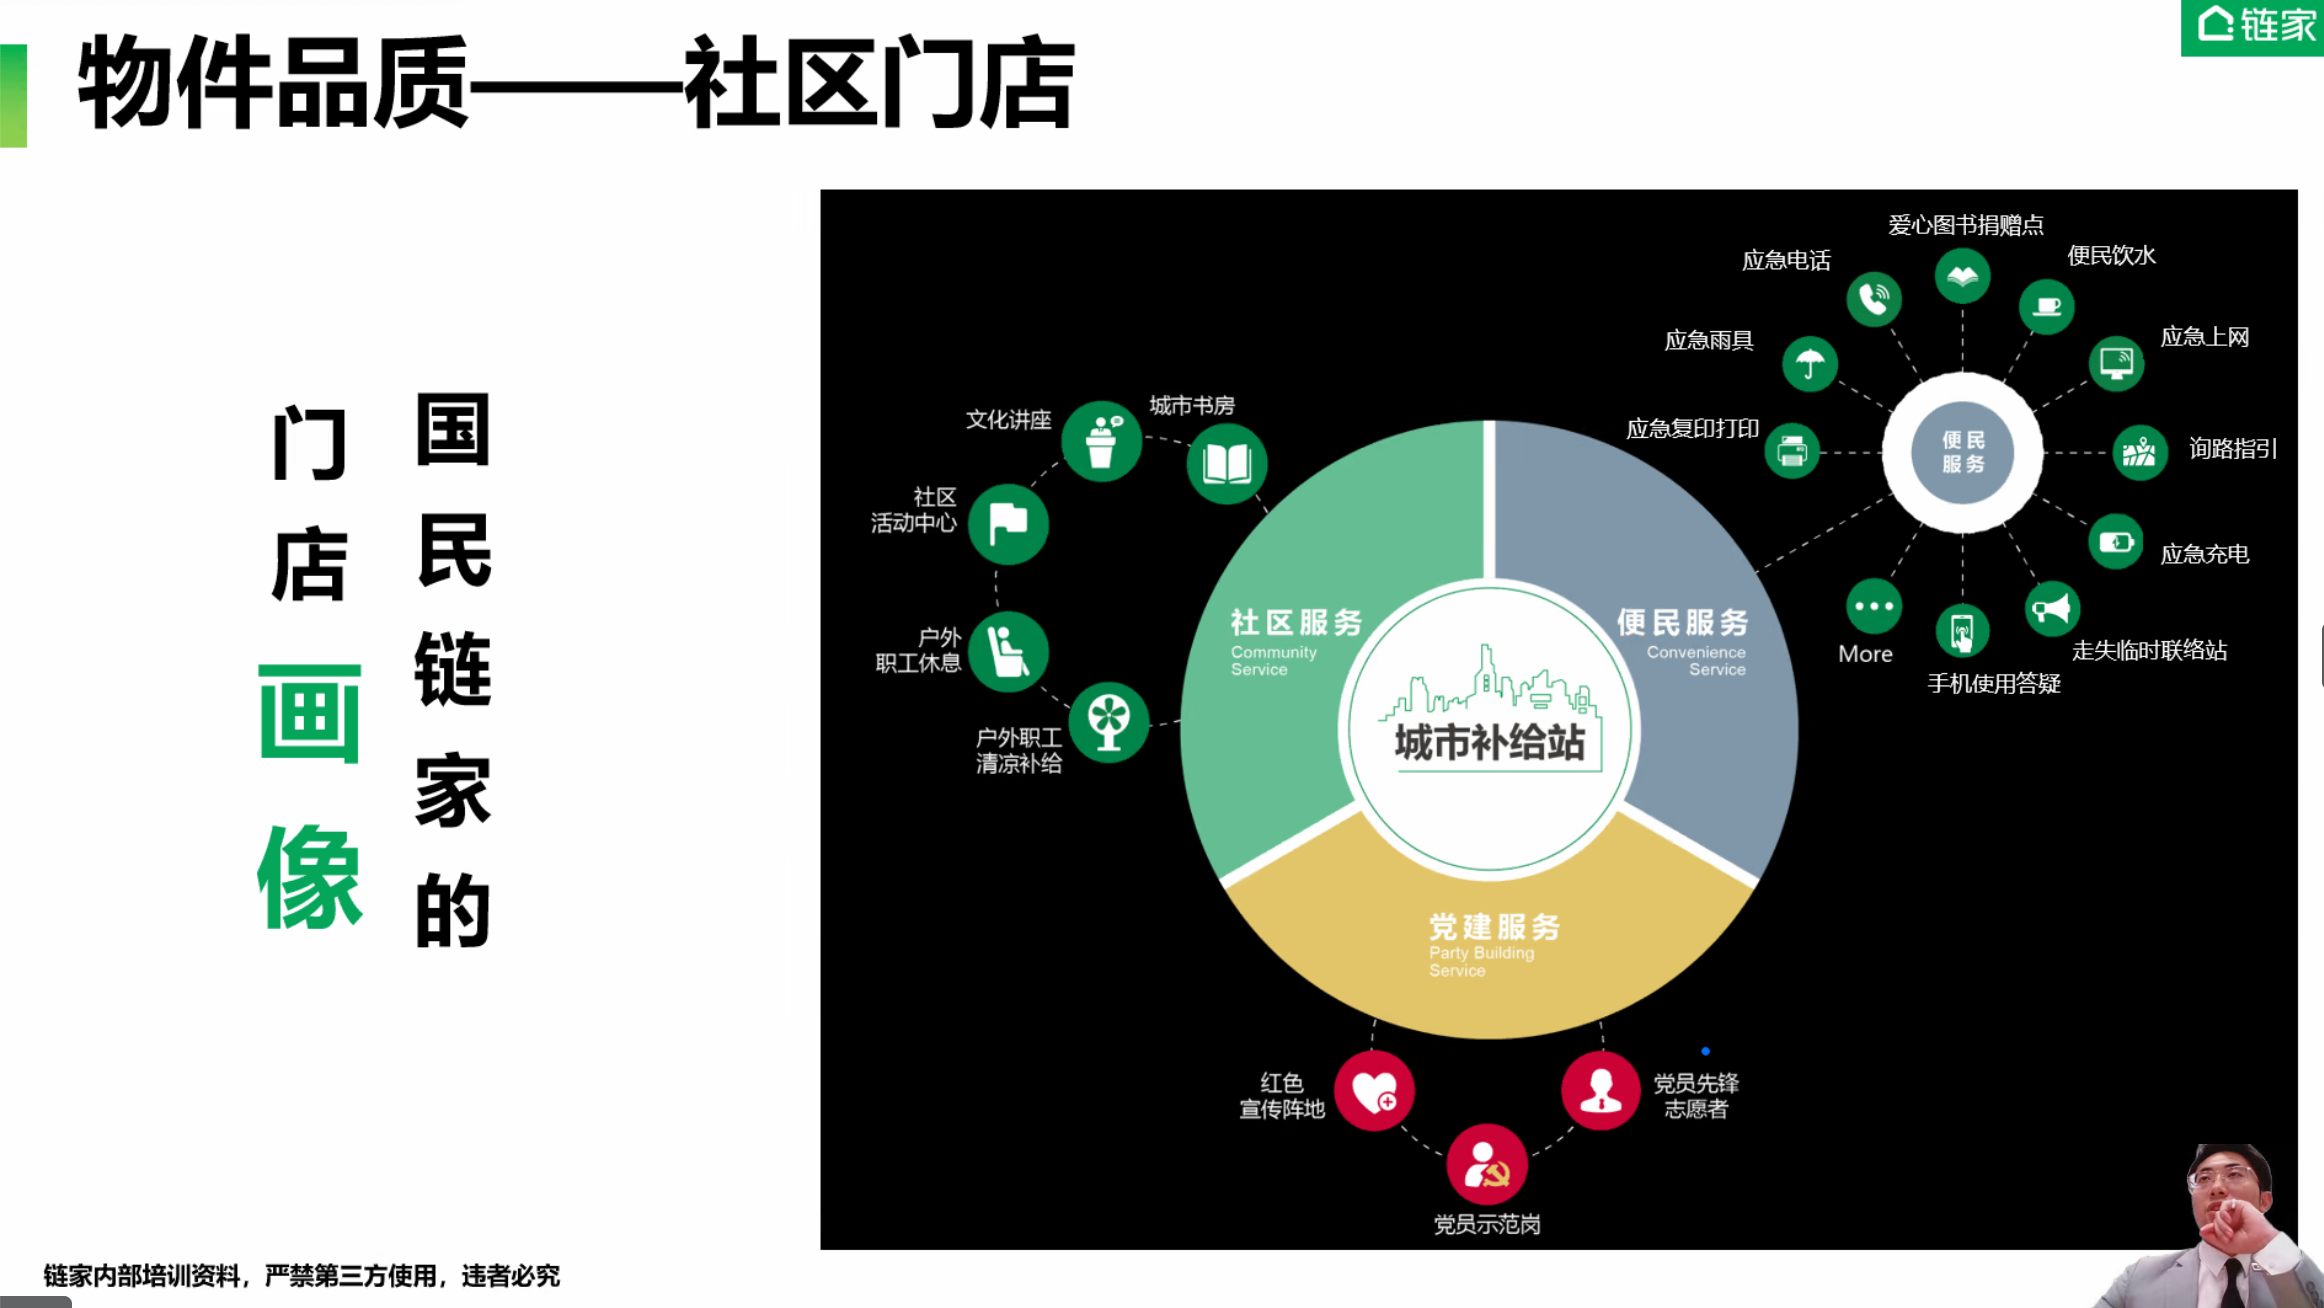 物件品质——社区门店
链家
国民链家的
门店画像
爱心图书捐赠点
应急电话
便民饮水
应急雨具
应急上网
应急复印打印
便民
服务
询路指引
应急充电
走失临时联络站
手机使用答疑
More
文化讲座
城市书房
社区
活动中心
户外
职工休息
户外职工
清凉补给
社区服务
Community
Service
便民服务
Convenience
Service
城市补给站
党建服务
Party Building
Service
红色
宣传阵地
党员先锋
志愿者
党员示范岗
链家内部培训资料，严禁第三方使用，违者必究